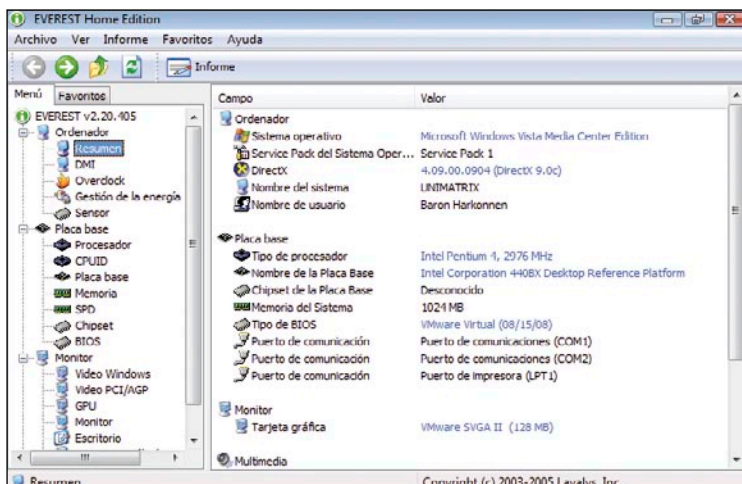 EVEREST Home Edition
Archivo Ver Informe Favoritos Ayuda
Informe
Menú Favoritos
EVEREST v2.20.405
Ordenador
Resumen
DMI
Overclock
Gestión de la energía
Sensor
Placa base
Procesador
CPUID
Placa base
Memoria
SPD
Chipset
BIOS
Monitor
Video Windows
Video PCI/AGP
GPU
Monitor
Escritorio
Campo Valor
Ordenador
Sistema operativo Microsoft Windows Vista Media Center Edition
Service Pack del Sistema Oper... Service Pack 1
DirectX 4.09.00.0904 (DirectX 9.0c)
Nombre del sistema UNIMATRIX
Nombre de usuario Baron Harkonnen
Placa base
Tipo de procesador Intel Pentium 4, 2976 MHz
Nombre de la Placa Base Intel Corporation 440BX Desktop Reference Platform
Chipset de la Placa Base Desconocido
Memoria del Sistema 1024 MB
Tipo de BIOS VMware Virtual (08/15/08)
Puerto de comunicación Puerto de comunicaciones (COM1)
Puerto de comunicación Puerto de comunicaciones (COM2)
Puerto de comunicación Puerto de impresora (LPT1)
Monitor
Tarjeta gráfica VMware SVGA II (128 MB)
Multimedia
Resumen Copyright (c) 2003-2005 Lavalys, Inc.